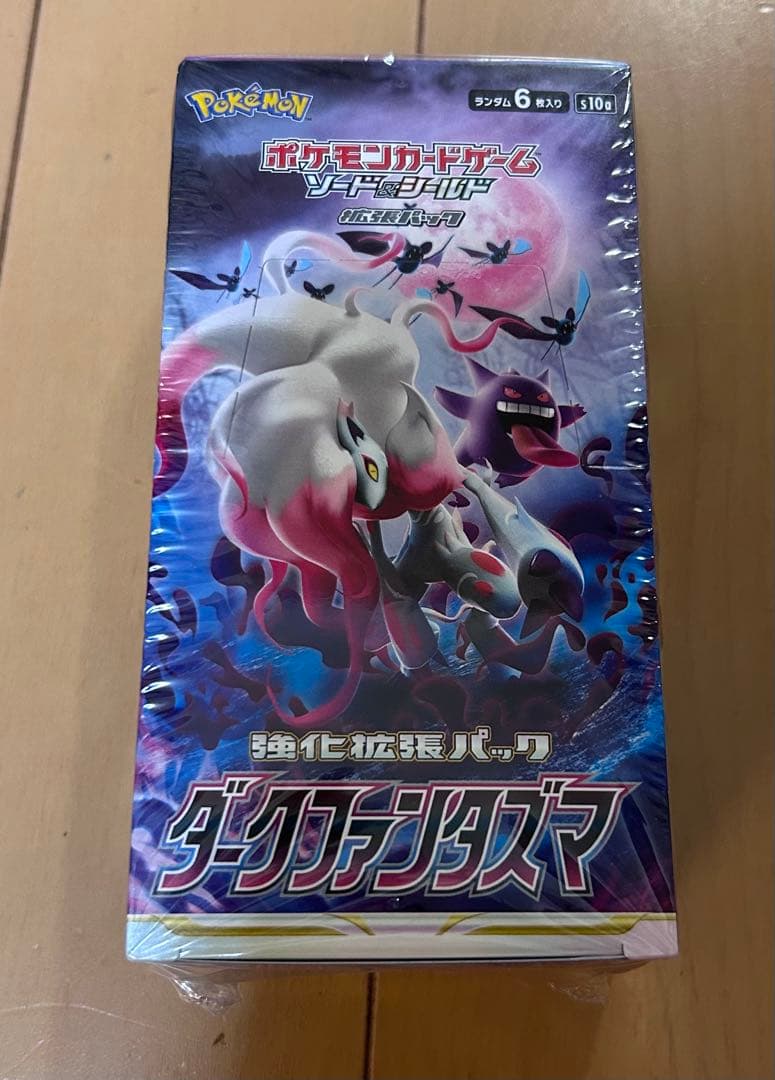 Pokémon
ランダム6枚入り s10a
ポケモンカードゲーム
ソード&シールド
拡張パック
強化拡張パック
ダークファンタズマ